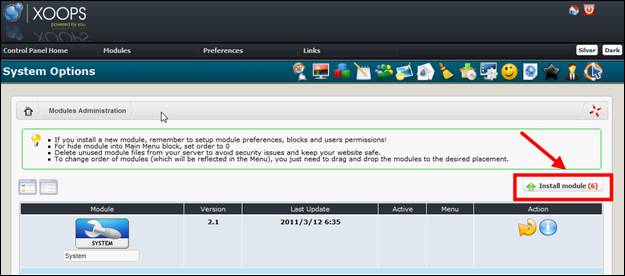 XOOPS
powered by you
Control Panel Home Modules Preferences Links Silver Dark
System Options
Modules Administration
If you install a new module, remember to setup module preferences, blocks and users permissions!
For hide module into Main Menu block, set order to 0
Delete unused module files from your server to avoid security issues and keep your website safe.
To change order of modules (which will be reflected in the Menu), you just need to drag and drop the modules to the desired placement.
Install module (6)
Module Version Last Update Active Menu Action
SYSTEM
2.1 2011/3/12 6:35
System